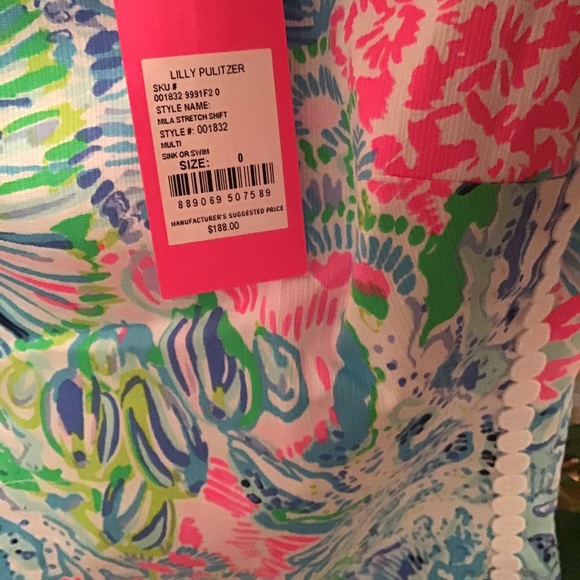 LILLY PULITZER
SKU #
001832 9991F2 0
STYLE NAME:
MILA STRETCH SHIFT
STYLE #: 001832
MULTI
SINK OR SWIM
SIZE: 0
889069 507589
MANUFACTURER'S SUGGESTED PRICE
$188.00